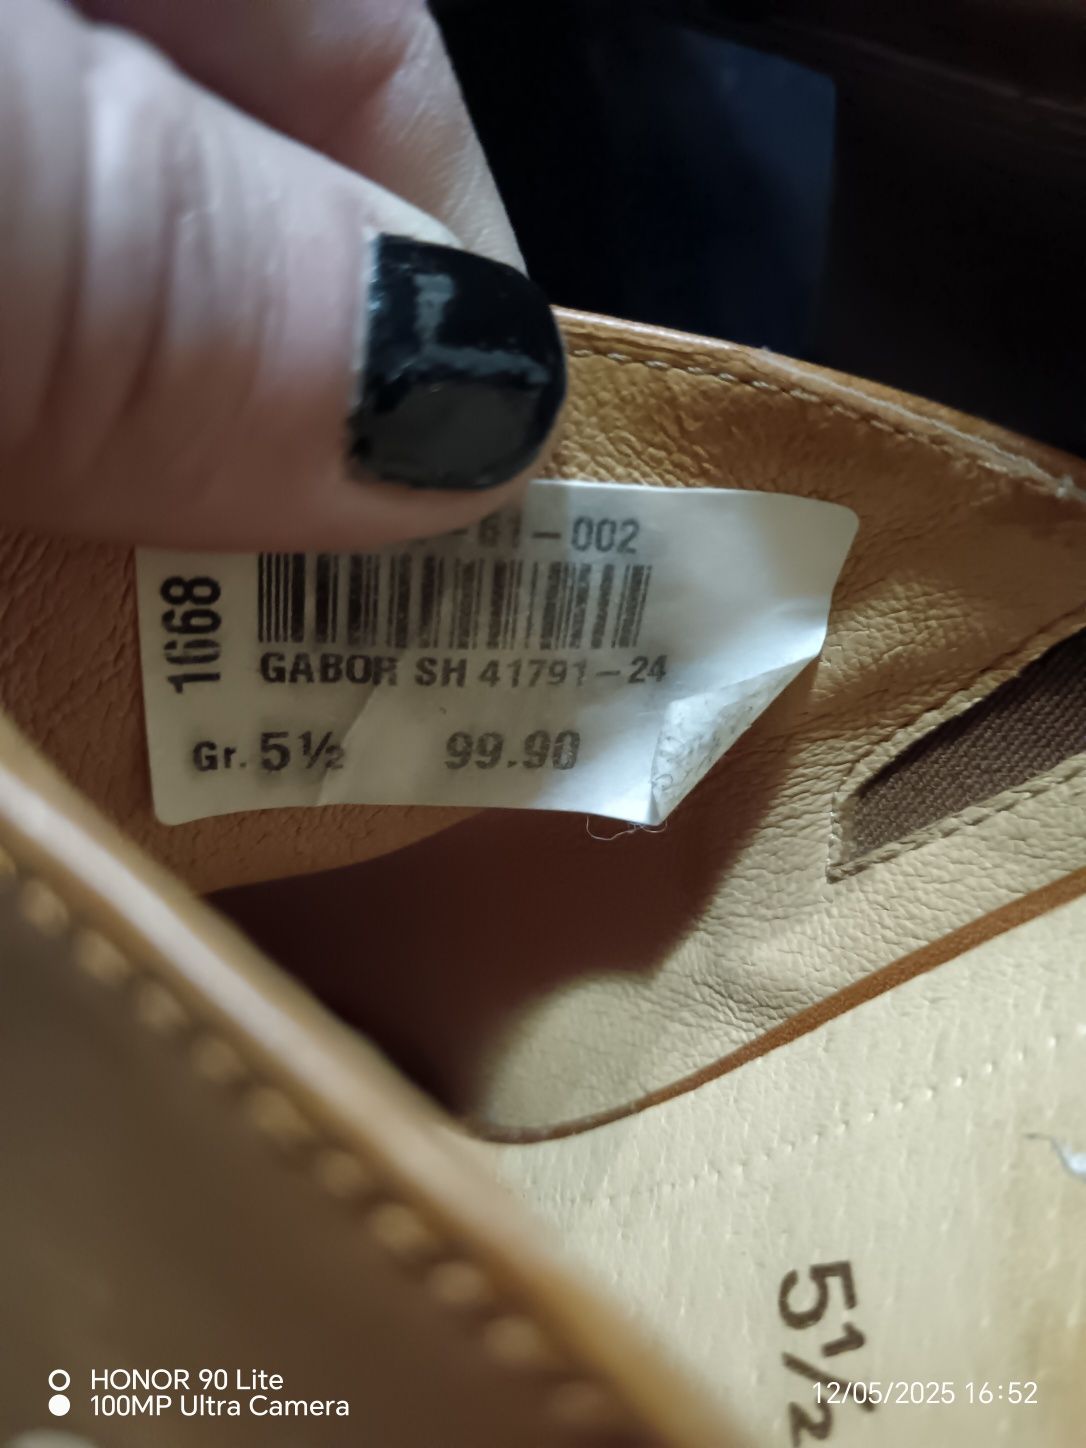 -61-002
1668
GABOR SH 41791-24
Gr. 5½ 99.90
5½
HONOR 90 Lite
100MP Ultra Camera
12/05/2025 16:52